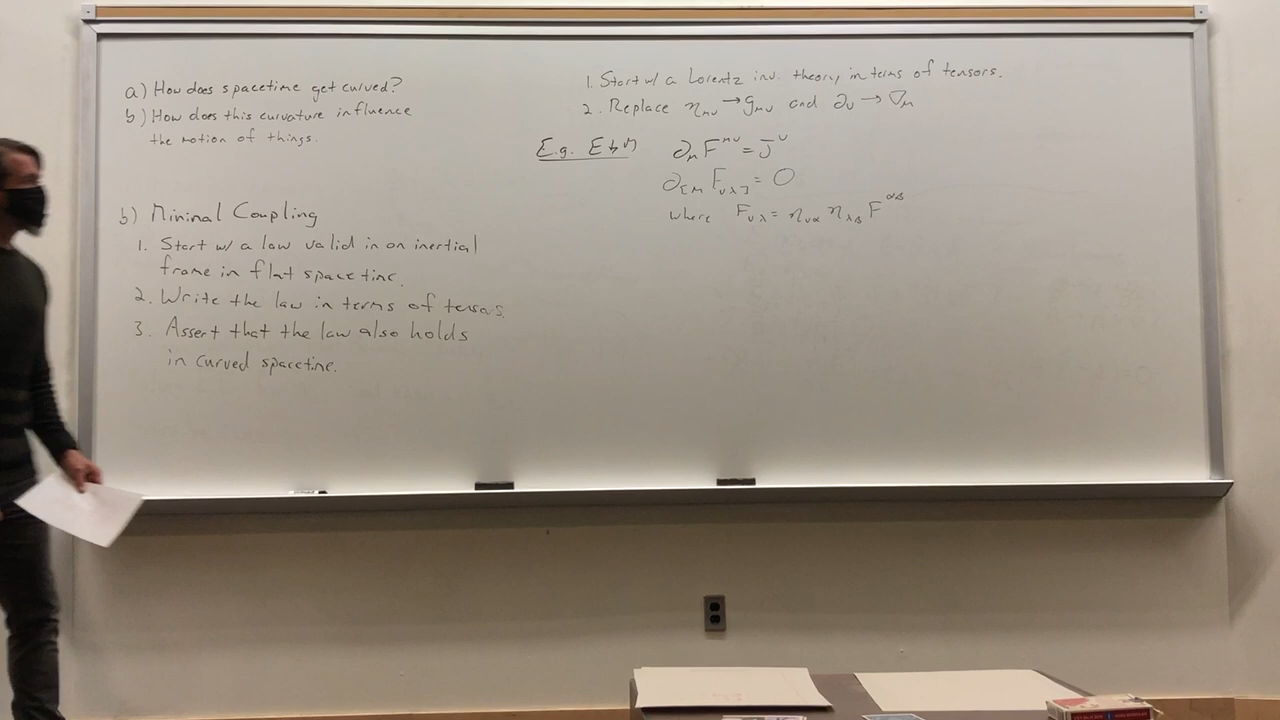 a) How does spacetime get curved?
b) How does this curvature influence
the motion of things.
b) Minimal Coupling
1. Start w/ a law valid in an inertial
frame in flat spacetime.
2. Write the law in terms of tensors.
3. Assert that the law also holds
in curved spacetime.
1. Start w/ a Lorentz inv. theory in terms of tensors.
2. Replace η_μν → g_μν and ∂_μ → ∇_μ
E.g. E&M ∂_μ F^μν = J^ν
∂_[μ F_νλ] = 0
where F_νλ = η_να η_λβ F^αβ